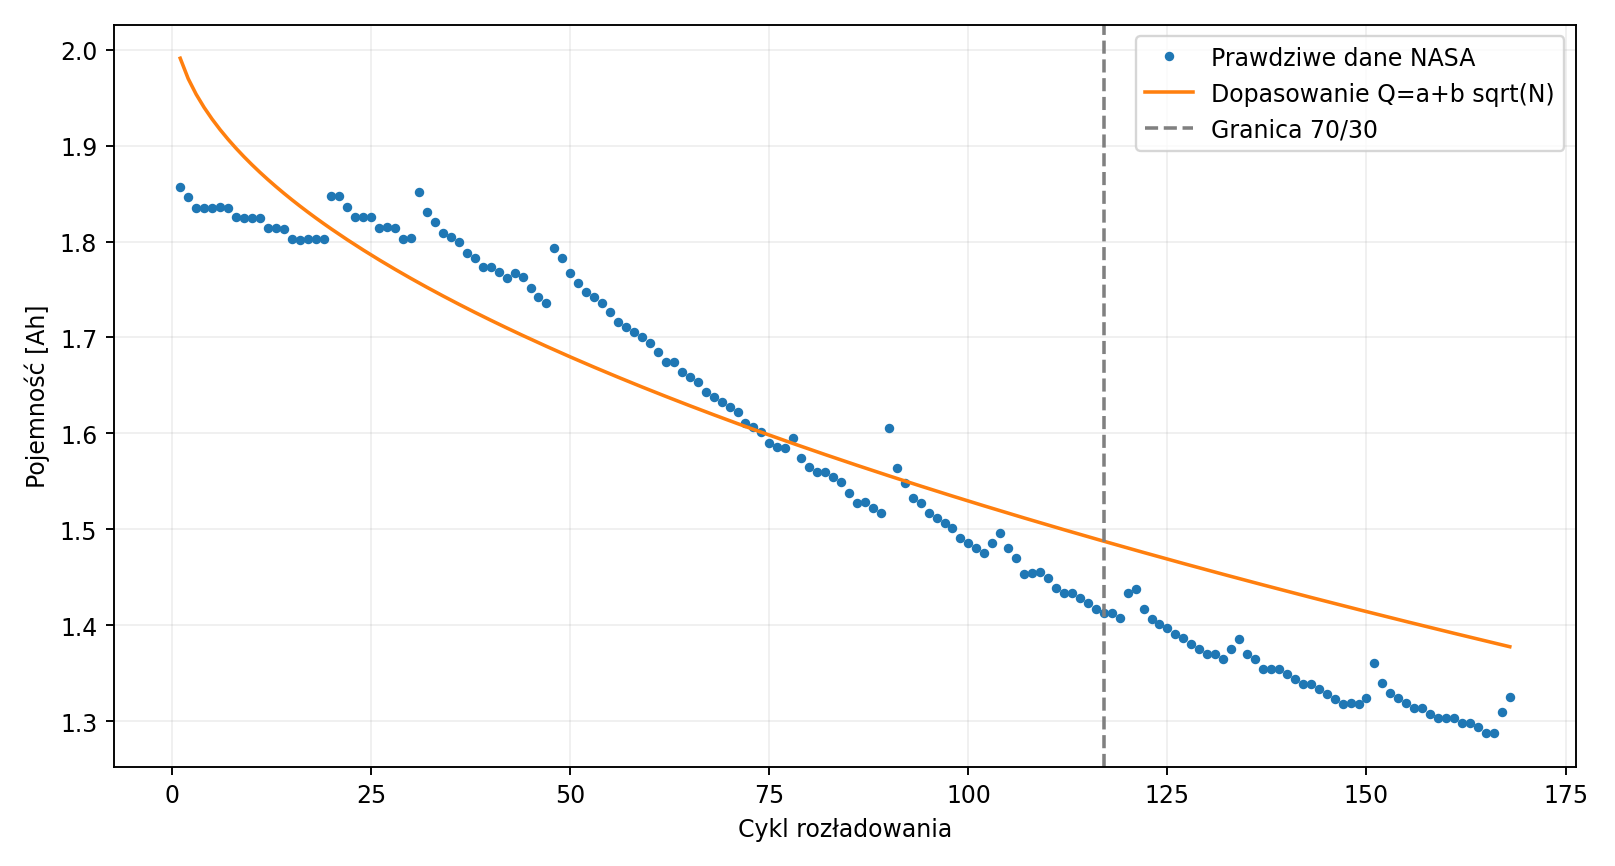 Prawdziwe dane NASA
Dopasowanie Q=a+b sqrt(N)
Granica 70/30
2.0
1.9
1.8
1.7
1.6
1.5
1.4
1.3
Pojemność [Ah]
0 25 50 75 100 125 150 175
Cykl rozładowania